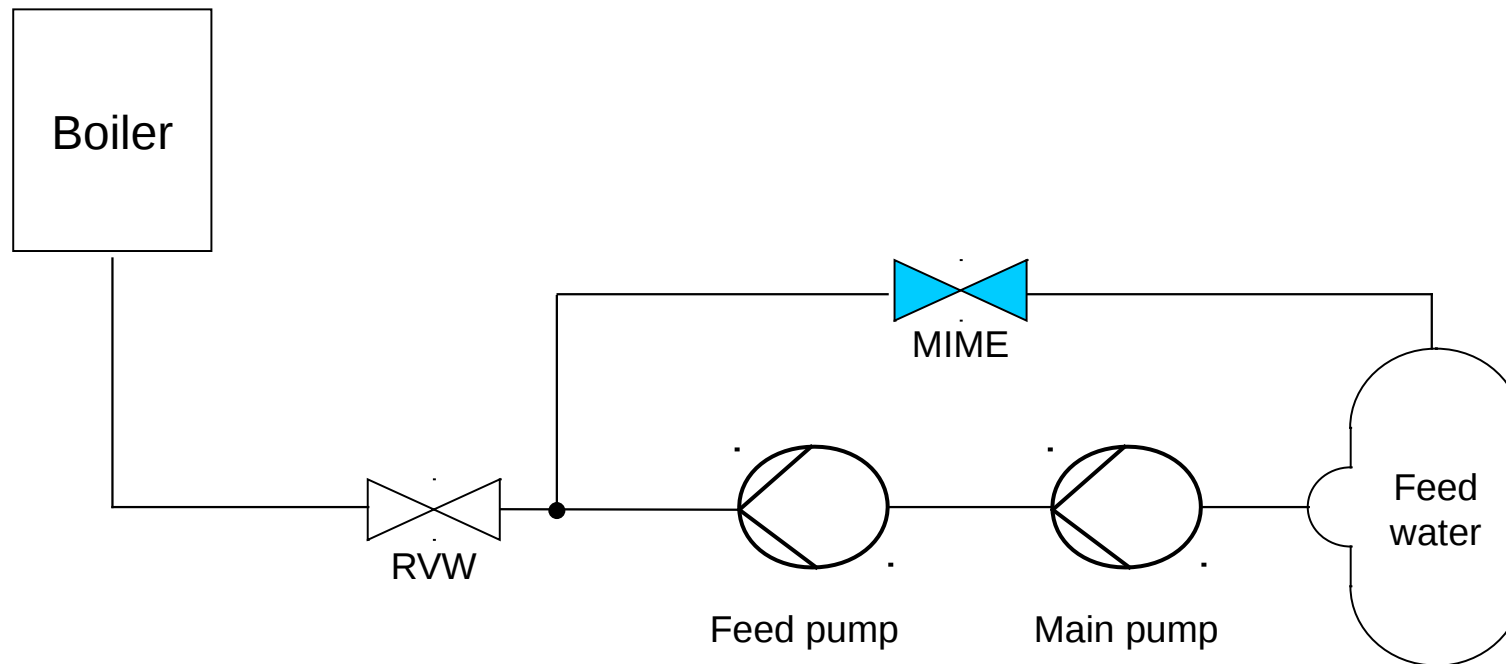 Boiler
MIME
Feed
water
RVW
Feed pump
Main pump